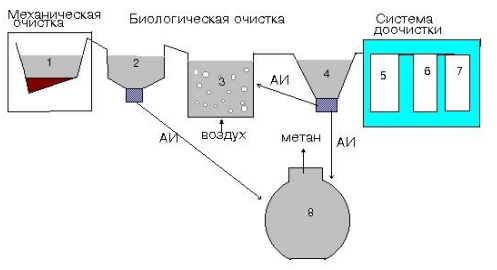 Механическая
очистка
Биологическая очистка
Система
доочистки
1
2
3
4
5
6
7
АИ
воздух
АИ
метан
АИ
8